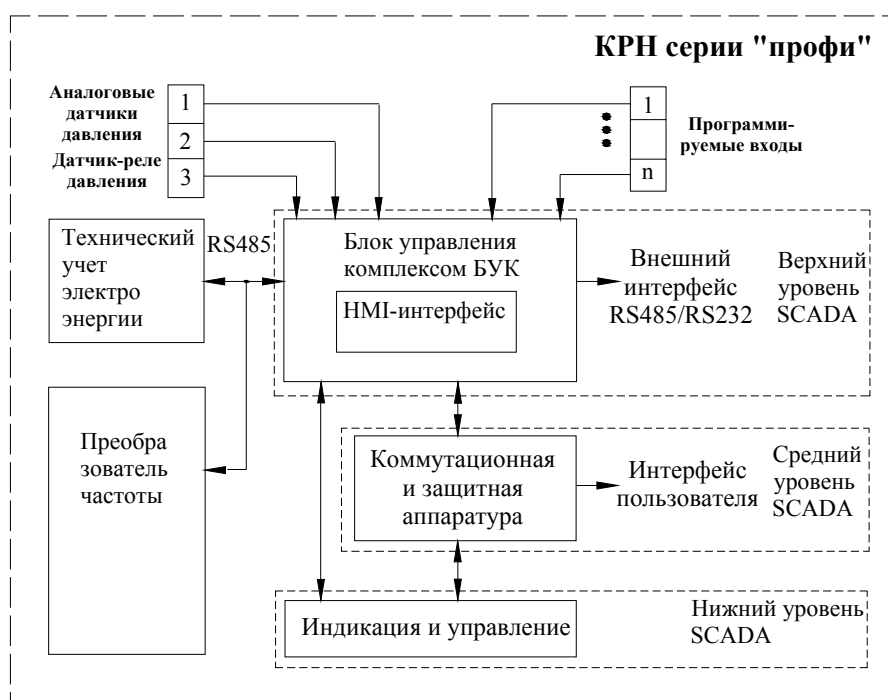 КРН серии "профи"
Аналоговые
датчики
давления
Датчик-реле
давления
1
2
3
1
n
Программи-
руемые входы
Технический
учет
электро
энергии
RS485
Блок управления
комплексом БУК
HMI-интерфейс
Внешний
интерфейс
RS485/RS232
Верхний
уровень
SCADA
Преобра
зователь
частоты
Коммутационная
и защитная
аппаратура
Интерфейс
пользователя
Средний
уровень
SCADA
Индикация и управление
Нижний уровень
SCADA